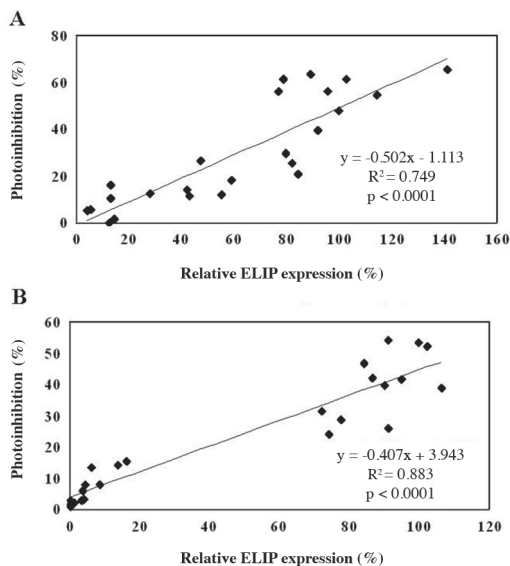 A
80
60
40
20
0
Photoinhibition (%)
y = -0.502x - 1.113
R² = 0.749
p < 0.0001
0 20 40 60 80 100 120 140 160
Relative ELIP expression (%)
B
60
50
40
30
20
10
0
Photoinhibition (%)
y = -0.407x + 3.943
R² = 0.883
p < 0.0001
0 20 40 60 80 100 120
Relative ELIP expression (%)